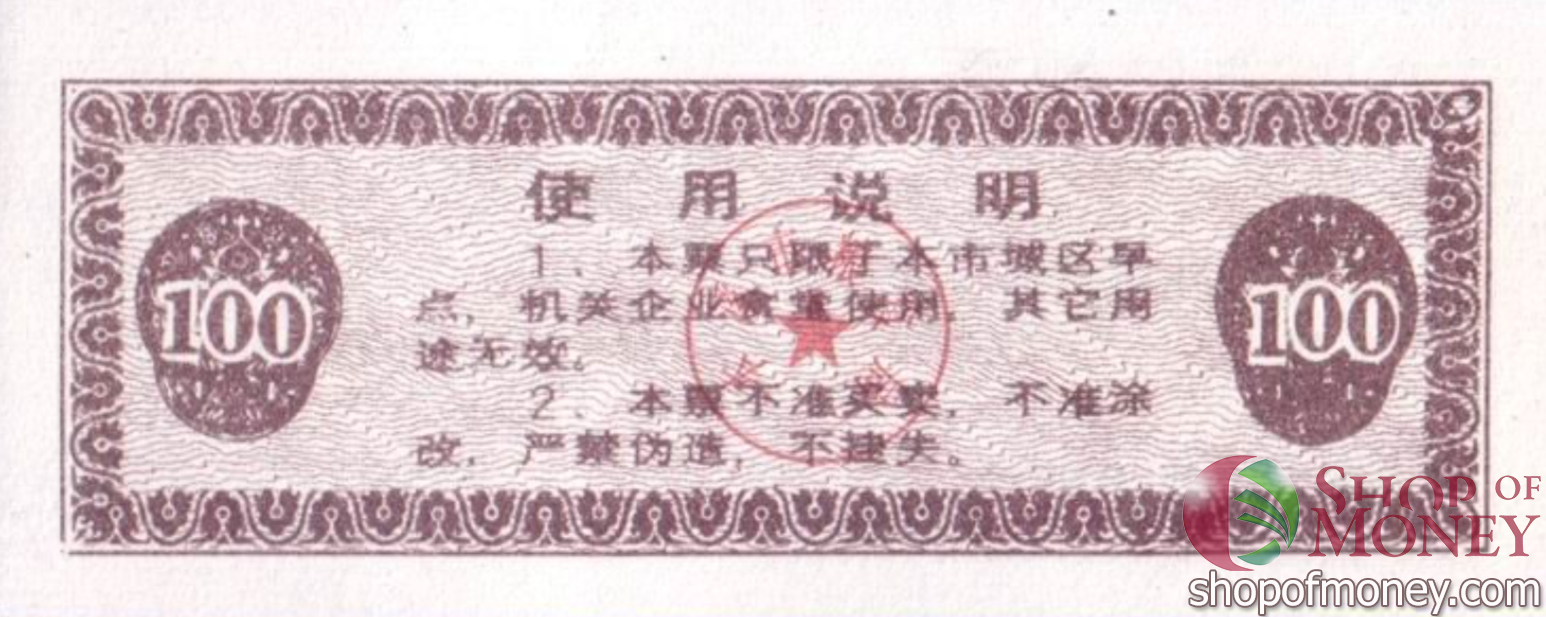 使用说明
1、本票只限于本市城区早
100
点，机关企业食堂使用，其它用
100
途无效。
2、本票不准买卖，不准涂
改，严禁伪造，不挂失。
SHOP OF
MONEY
shopofmoney.com